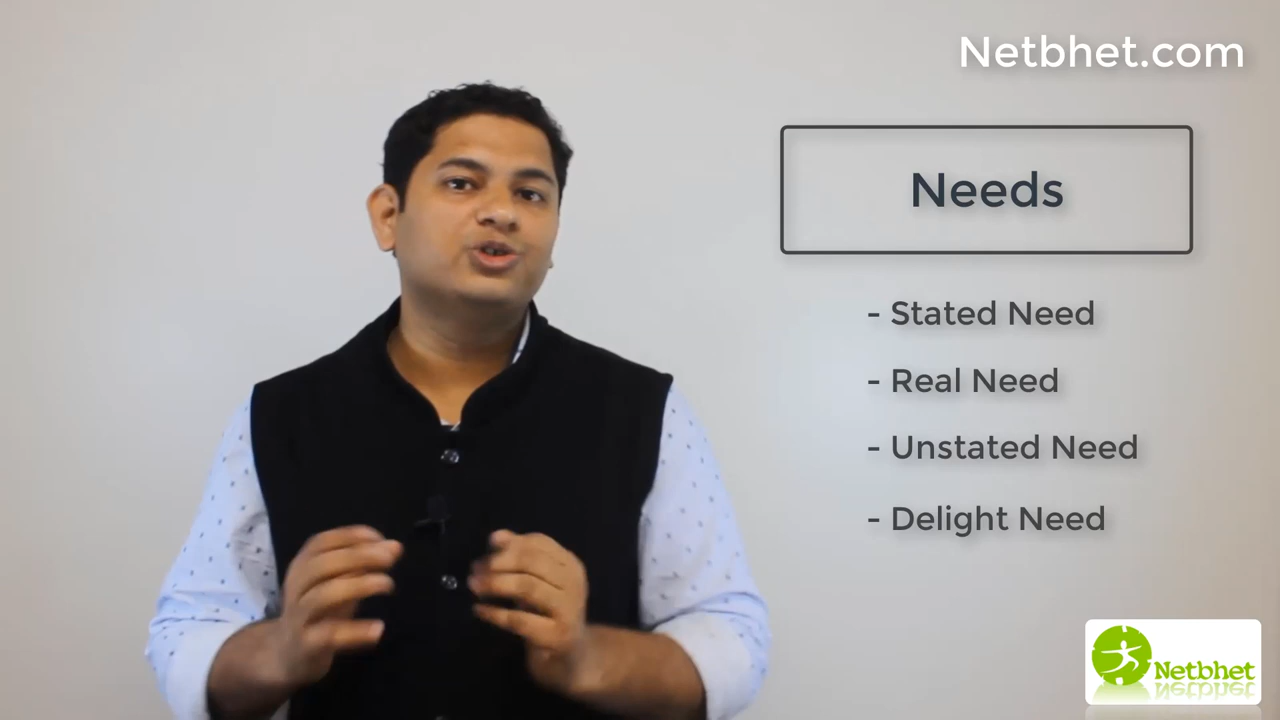 Netbhet.com
Needs
- Stated Need
- Real Need
- Unstated Need
- Delight Need
Netbhet